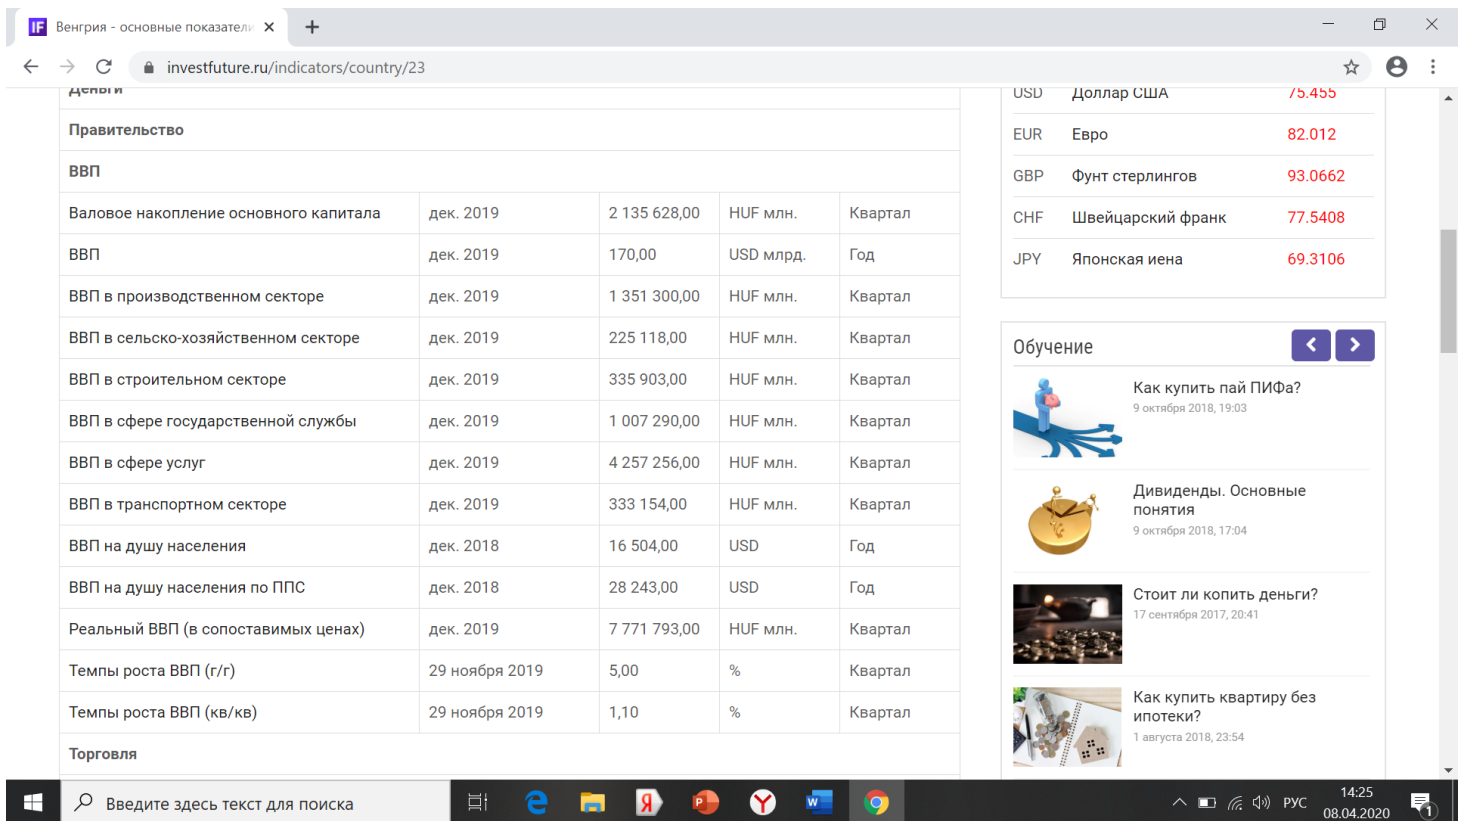 IF Венгрия - основные показатели
investfuture.ru/indicators/country/23
Деньги
Правительство
ВВП
Валовое накопление основного капитала дек. 2019 2 135 628,00 HUF млн. Квартал
ВВП дек. 2019 170,00 USD млрд. Год
ВВП в производственном секторе дек. 2019 1 351 300,00 HUF млн. Квартал
ВВП в сельско-хозяйственном секторе дек. 2019 225 118,00 HUF млн. Квартал
ВВП в строительном секторе дек. 2019 335 903,00 HUF млн. Квартал
ВВП в сфере государственной службы дек. 2019 1 007 290,00 HUF млн. Квартал
ВВП в сфере услуг дек. 2019 4 257 256,00 HUF млн. Квартал
ВВП в транспортном секторе дек. 2019 333 154,00 HUF млн. Квартал
ВВП на душу населения дек. 2018 16 504,00 USD Год
ВВП на душу населения по ППС дек. 2018 28 243,00 USD Год
Реальный ВВП (в сопоставимых ценах) дек. 2019 7 771 793,00 HUF млн. Квартал
Темпы роста ВВП (г/г) 29 ноября 2019 5,00 % Квартал
Темпы роста ВВП (кв/кв) 29 ноября 2019 1,10 % Квартал
Торговля
USD Доллар США 75.455
EUR Евро 82.012
GBP Фунт стерлингов 93.0662
CHF Швейцарский франк 77.5408
JPY Японская иена 69.3106
Обучение
Как купить пай ПИФа?
9 октября 2018, 19:03
Дивиденды. Основные
понятия
9 октября 2018, 17:04
Стоит ли копить деньги?
17 сентября 2017, 20:41
Как купить квартиру без
ипотеки?
1 августа 2018, 23:54
Введите здесь текст для поиска
Я
P
Y
W
РУС
14:25
08.04.2020
1